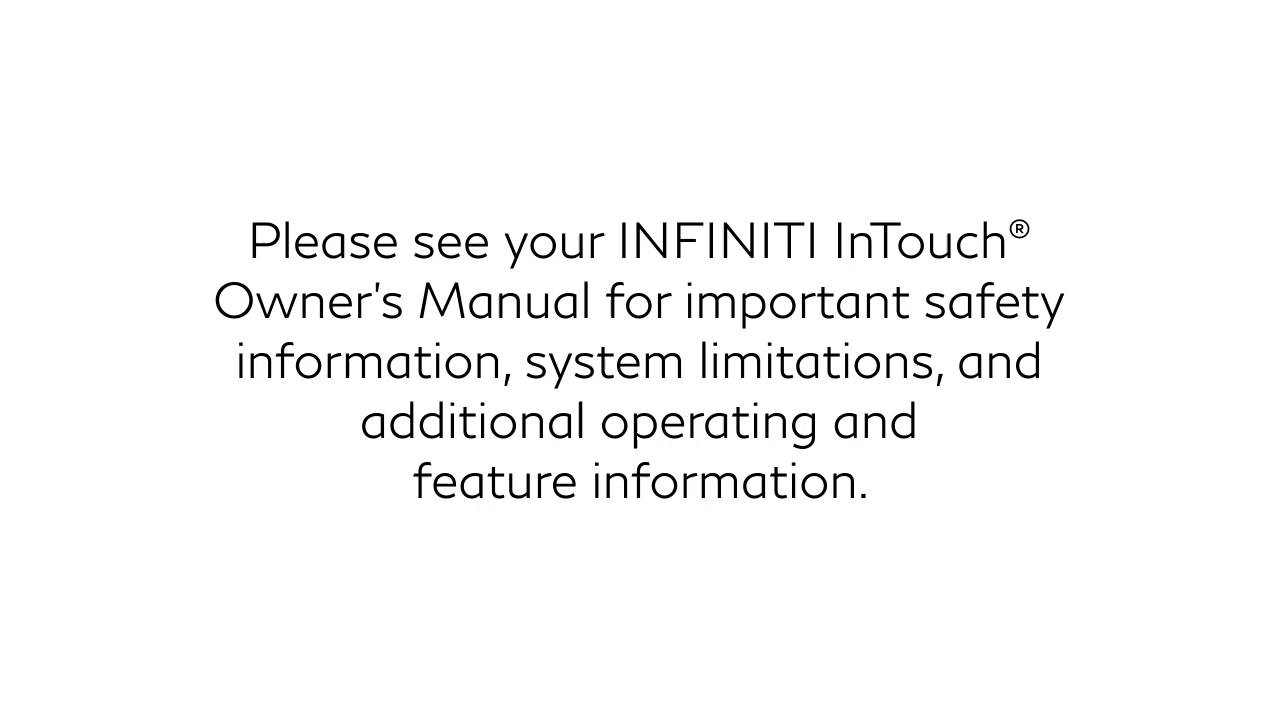 Please see your INFINITI InTouch®
Owner's Manual for important safety
information, system limitations, and
additional operating and
feature information.